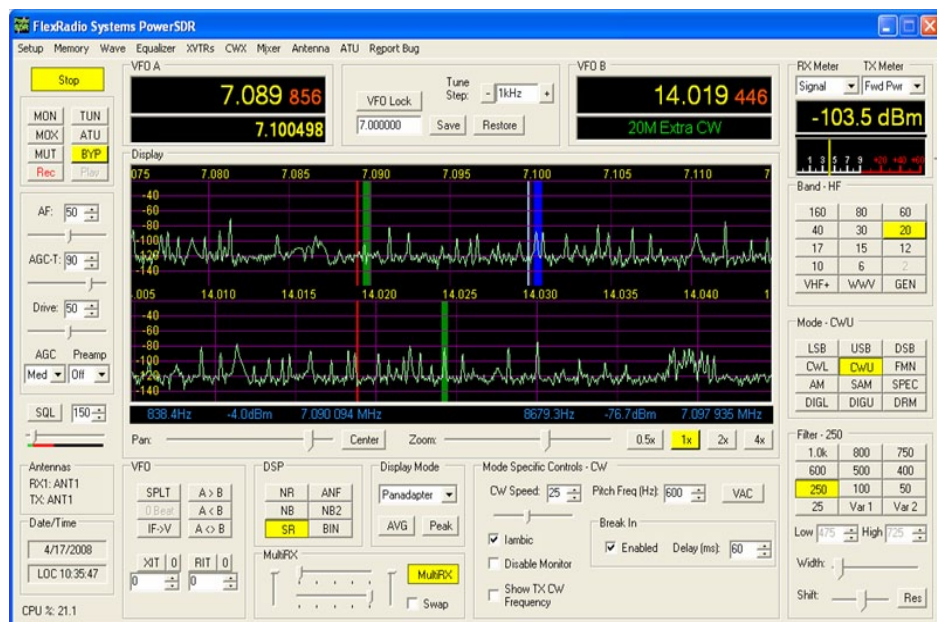 FlexRadio Systems PowerSDR
Setup Memory Wave Equalizer XVTRs CWX Mixer Antenna ATU Report Bug
Stop
MON TUN
MOX ATU
MUT BYP
Rec Play
AF: 50
AGC-T: 90
Drive: 50
AGC Preamp
Med Off
SQL 150
Antennas
RX1: ANT1
TX: ANT1
Date/Time
4/17/2008
LOC 10:35:47
CPU %: 21.1
VFO A
7.089 856
7.100498
VFO Lock
Tune Step: - 1kHz +
7.000000 Save Restore
VFO B
14.019 446
20M Extra CW
Display
075 7.080 7.085 7.090 7.095 7.100 7.105 7.110 7
-40
-60
-80
-100
-120
-140
.005 14.010 14.015 14.020 14.025 14.030 14.035 14.040 1
-40
-60
-80
-100
-120
-140
838.4Hz -4.0dBm 7.090 094 MHz 8679.3Hz -76.7dBm 7.097 935 MHz
Pan: Center Zoom: 0.5x 1x 2x 4x
VFO
SPLT A > B
0 Beat A < B
IF->V A <> B
XIT 0 RIT 0
0 0
DSP
NR ANF
NB NB2
SR BIN
MultiRX
MultiRX
Swap
Display Mode
Panadapter
AVG Peak
Mode Specific Controls - CW
CW Speed: 25 Pitch Freq (Hz): 600 VAC
Iambic
Disable Monitor
Show TX CW
Frequency
Break In
Enabled Delay (ms): 60
RX Meter TX Meter
Signal Fwd Pwr
-103.5 dBm
1 3 5 7 9 +20 +40 +60
Band - HF
160 80 60
40 30 20
17 15 12
10 6 2
VHF+ WWV GEN
Mode - CWU
LSB USB DSB
CWL CWU FMN
AM SAM SPEC
DIGL DIGU DRM
Filter - 250
1.0k 800 750
600 500 400
250 100 50
25 Var 1 Var 2
Low 475 High 725
Width:
Shift: Res